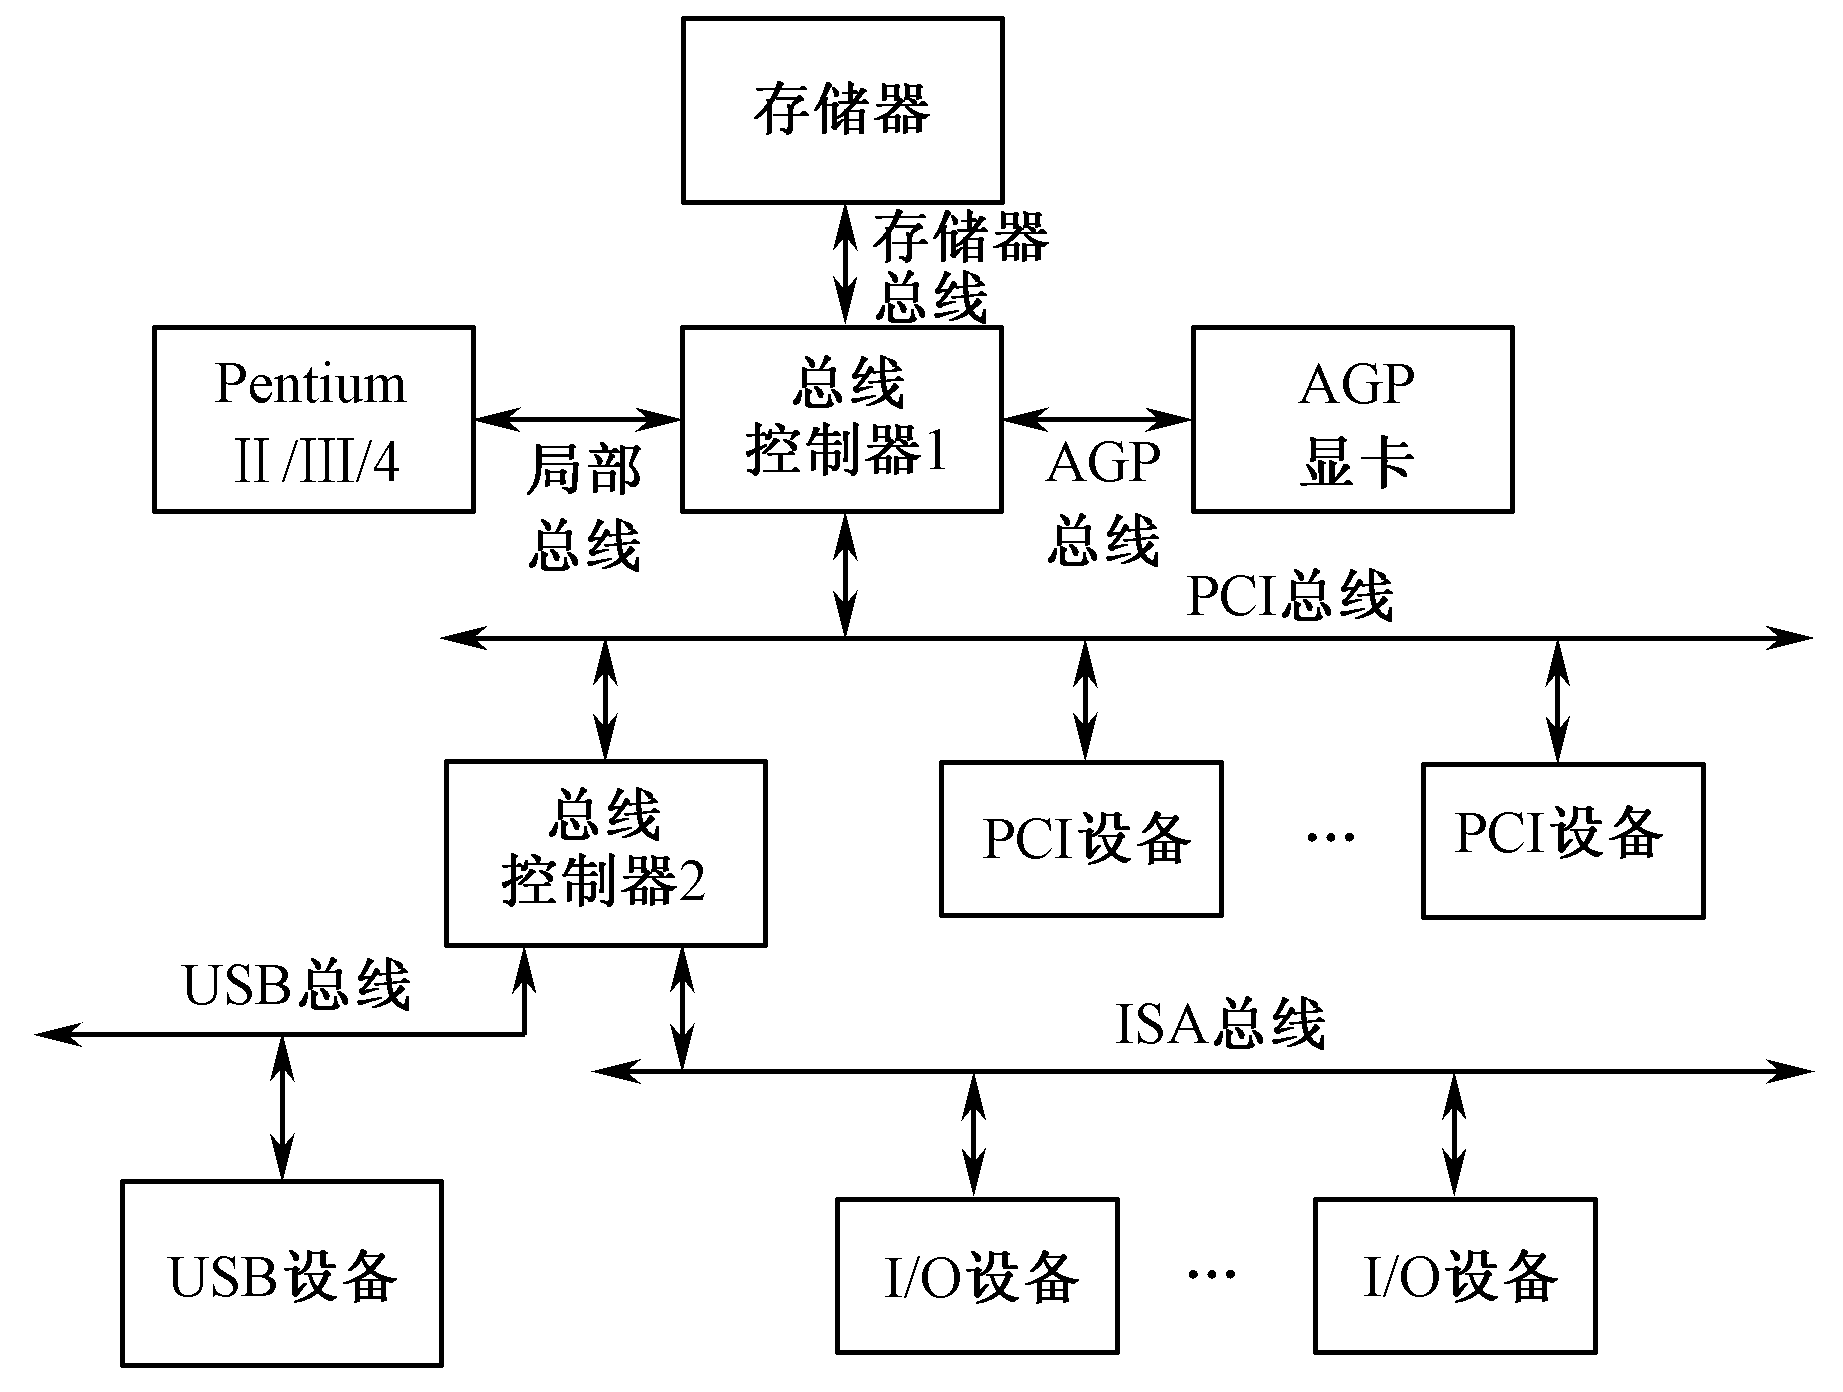 存储器
存储器
总线
Pentium
II/III/4
局部
总线
总线
控制器1
AGP
总线
AGP
显卡
PCI总线
总线
控制器2
PCI设备
···
PCI设备
USB总线
ISA总线
USB设备
I/O设备
···
I/O设备